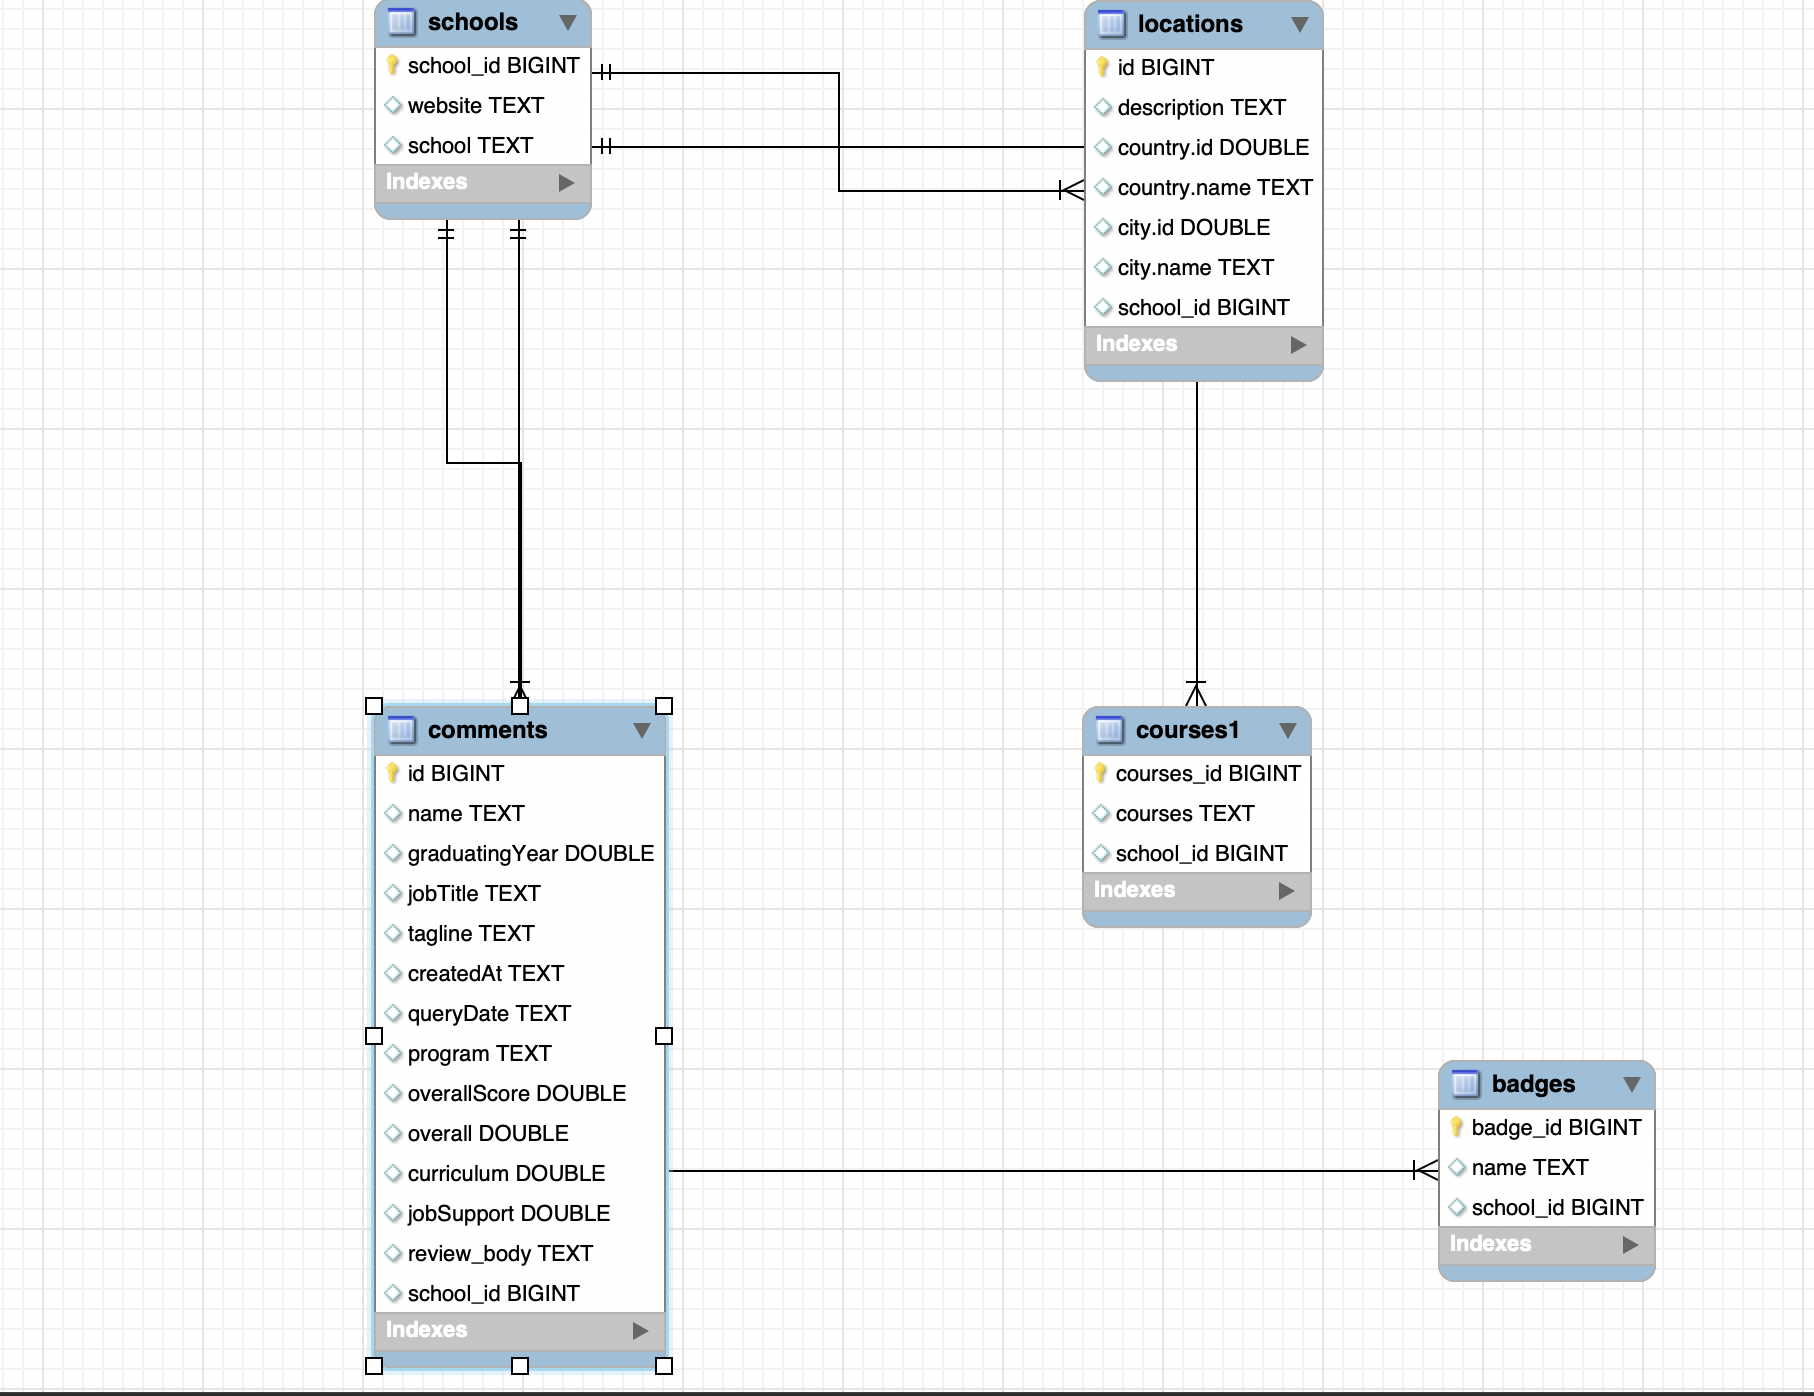 schools
school_id BIGINT
website TEXT
school TEXT
Indexes
locations
id BIGINT
description TEXT
country.id DOUBLE
country.name TEXT
city.id DOUBLE
city.name TEXT
school_id BIGINT
Indexes
comments
id BIGINT
name TEXT
graduatingYear DOUBLE
jobTitle TEXT
tagline TEXT
createdAt TEXT
queryDate TEXT
program TEXT
overallScore DOUBLE
overall DOUBLE
curriculum DOUBLE
jobSupport DOUBLE
review_body TEXT
school_id BIGINT
Indexes
courses1
courses_id BIGINT
courses TEXT
school_id BIGINT
Indexes
badges
badge_id BIGINT
name TEXT
school_id BIGINT
Indexes